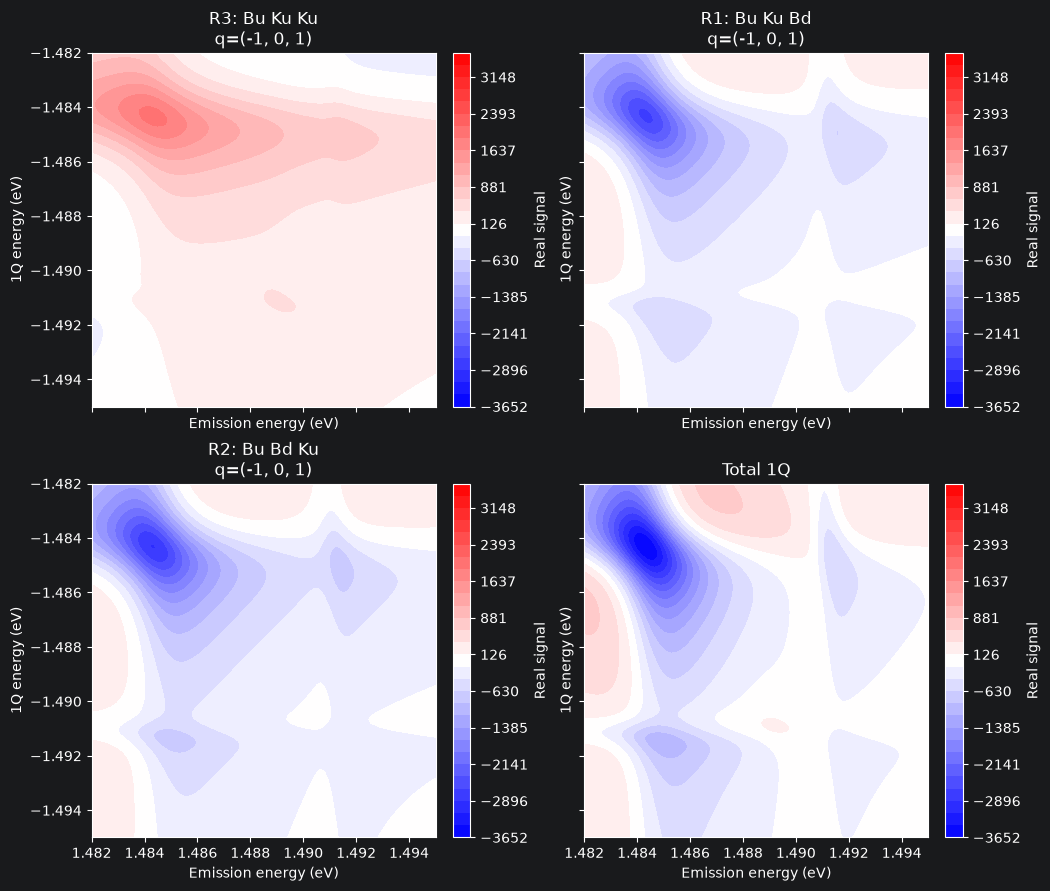 R3: Bu Ku Ku
q=(-1, 0, 1)
−1.482
−1.484
−1.486
−1.488
−1.490
−1.492
−1.494
1Q energy (eV)
Emission energy (eV)
3148
2393
1637
881
126
−630
−1385
−2141
−2896
−3652
Real signal
R1: Bu Ku Bd
q=(-1, 0, 1)
1Q energy (eV)
Emission energy (eV)
3148
2393
1637
881
126
−630
−1385
−2141
−2896
−3652
Real signal
R2: Bu Bd Ku
q=(-1, 0, 1)
−1.482
−1.484
−1.486
−1.488
−1.490
−1.492
−1.494
1Q energy (eV)
1.482 1.484 1.486 1.488 1.490 1.492 1.494
Emission energy (eV)
3148
2393
1637
881
126
−630
−1385
−2141
−2896
−3652
Real signal
Total 1Q
1Q energy (eV)
1.482 1.484 1.486 1.488 1.490 1.492 1.494
Emission energy (eV)
3148
2393
1637
881
126
−630
−1385
−2141
−2896
−3652
Real signal